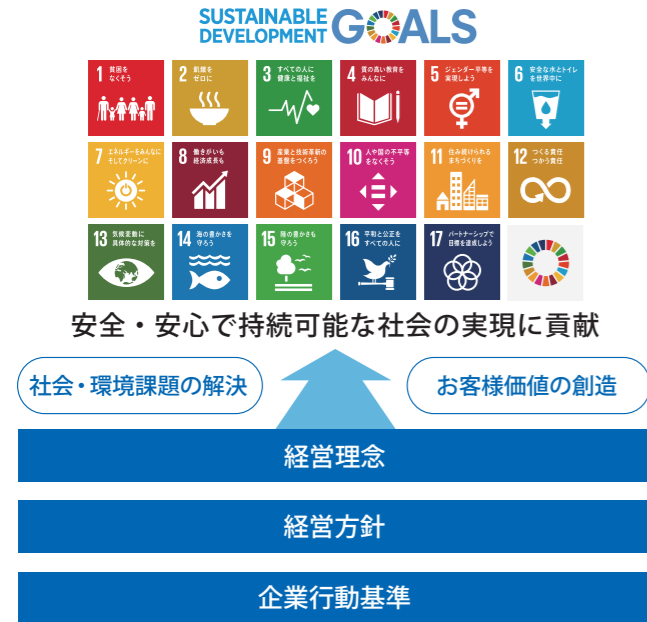 SUSTAINABLE
DEVELOPMENT
GOALS
1 貧困を
なくそう
2 飢餓を
ゼロに
3 すべての人に
健康と福祉を
4 質の高い教育を
みんなに
5 ジェンダー平等を
実現しよう
6 安全な水とトイレ
を世界中に
7 エネルギーをみんなに
そしてクリーンに
8 働きがいも
経済成長も
9 産業と技術革新の
基盤をつくろう
10 人や国の不平等
をなくそう
11 住み続けられる
まちづくりを
12 つくる責任
つかう責任
13 気候変動に
具体的な対策を
14 海の豊かさを
守ろう
15 陸の豊かさも
守ろう
16 平和と公正を
すべての人に
17 パートナーシップで
目標を達成しよう
安全・安心で持続可能な社会の実現に貢献
社会・環境課題の解決
お客様価値の創造
経営理念
経営方針
企業行動基準